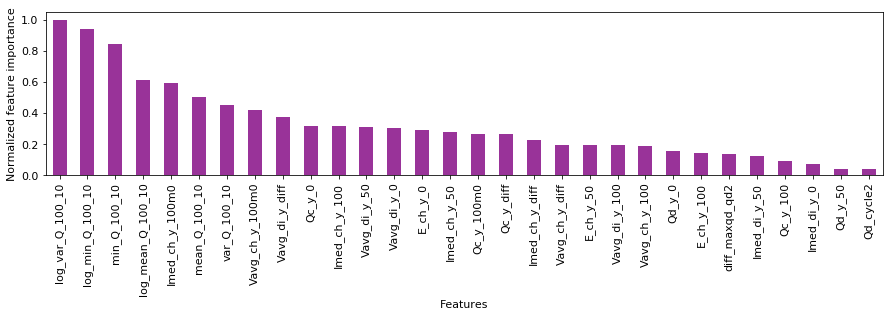 Normalized feature importance
1.0
0.8
0.6
0.4
0.2
0.0
log_var_Q_100_10
log_min_Q_100_10
min_Q_100_10
log_mean_Q_100_10
Imed_ch_y_100m0
mean_Q_100_10
var_Q_100_10
Vavg_ch_y_100m0
Vavg_di_y_diff
Qc_y_0
Imed_ch_y_100
Vavg_di_y_50
Vavg_di_y_0
E_ch_y_0
Imed_ch_y_50
Qc_y_100m0
Qc_y_diff
Imed_ch_y_diff
Vavg_ch_y_diff
E_ch_y_50
Vavg_di_y_100
Vavg_ch_y_100
Qd_y_0
E_ch_y_100
diff_maxqd_qd2
Imed_di_y_50
Qc_y_100
Imed_di_y_0
Qd_y_50
Qd_cycle2
Features